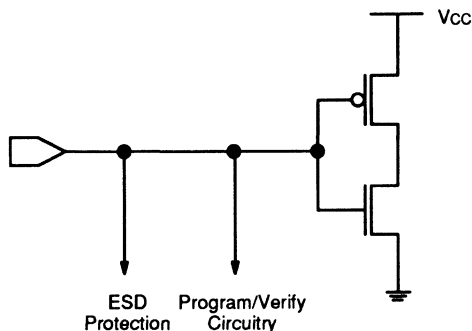 Vcc
ESD
Protection
Program/Verify
Circuitry